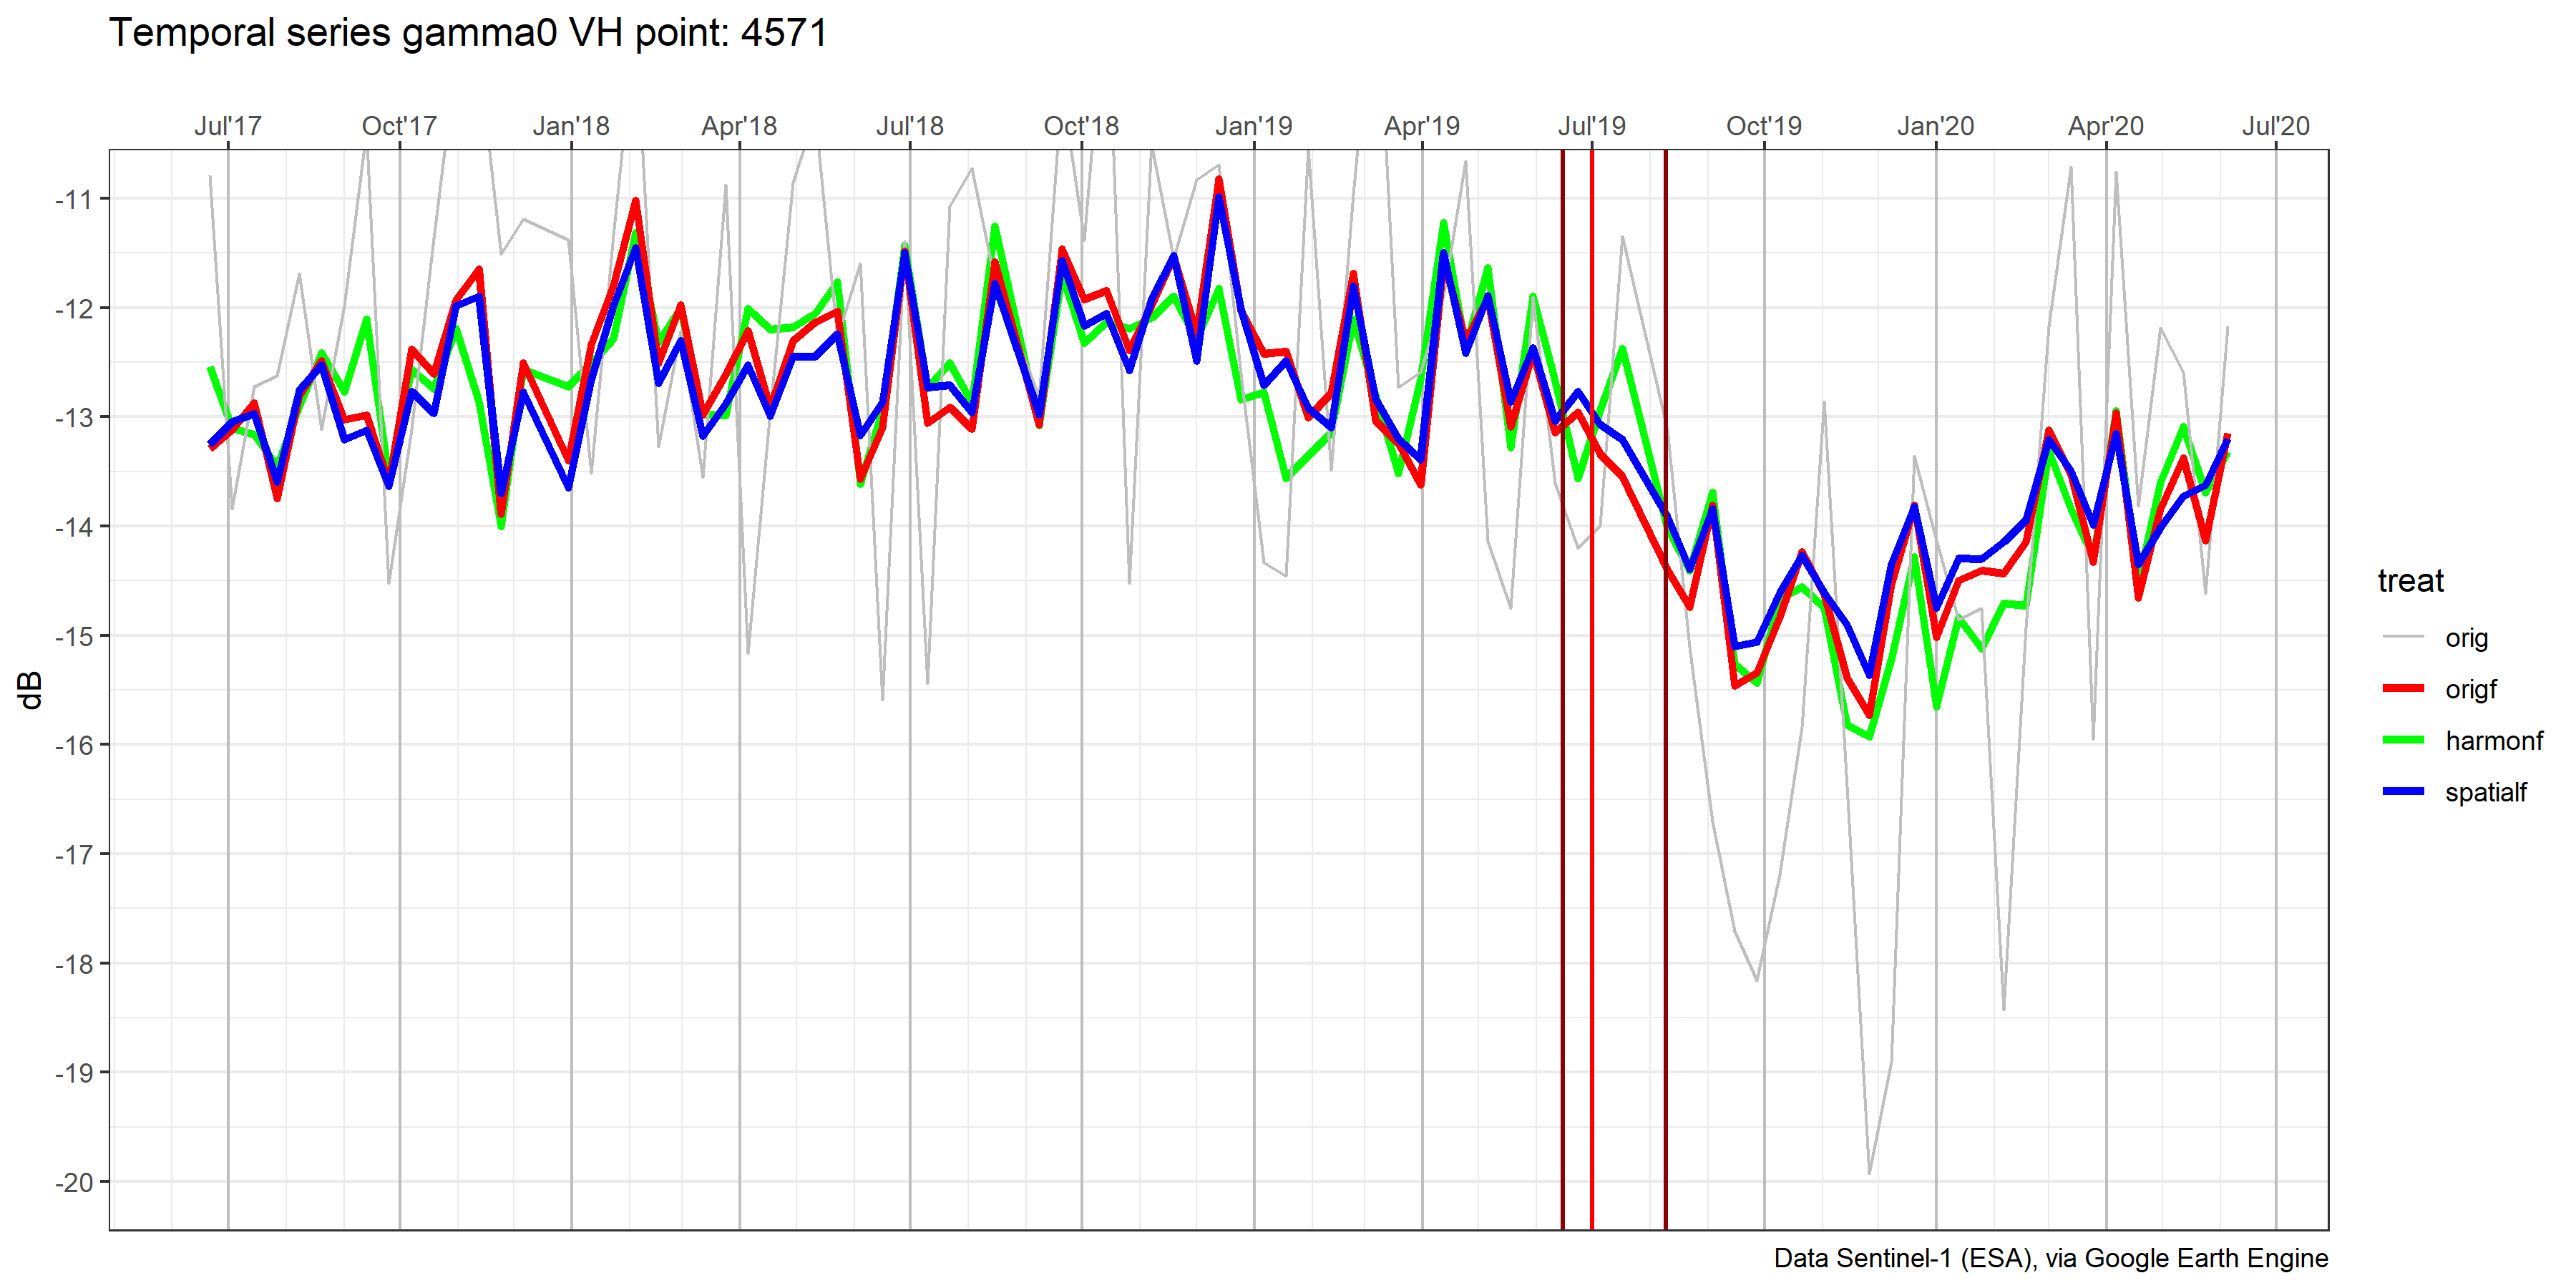 Temporal series gamma0 VH point: 4571
Jul'17 Oct'17 Jan'18 Apr'18 Jul'18 Oct'18 Jan'19 Apr'19 Jul'19 Oct'19 Jan'20 Apr'20 Jul'20
-11
-12
-13
-14
-15
-16
-17
-18
-19
-20
dB
treat
orig
origf
harmonf
spatialf
Data Sentinel-1 (ESA), via Google Earth Engine